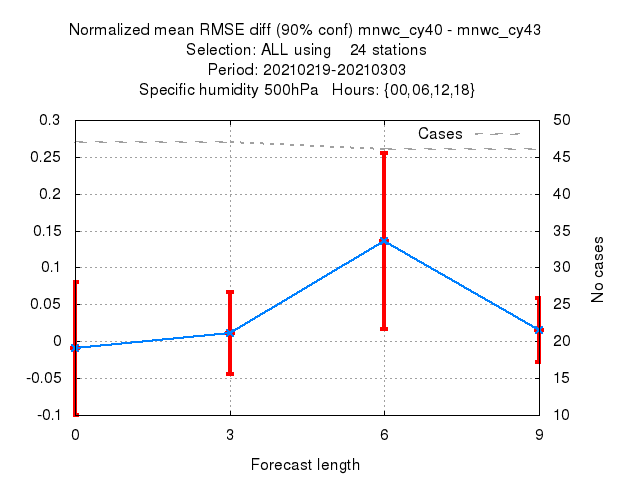 Normalized mean RMSE diff (90% conf) mnwc_cy40 - mnwc_cy43
Selection: ALL using    24 stations
Period: 20210219-20210303
Specific humidity 500hPa   Hours: {00,06,12,18}
0.3
0.25
0.2
0.15
0.1
0.05
0
-0.05
-0.1
Cases
50
45
40
35
30
25
20
15
10
No cases
0 3 6 9
Forecast length